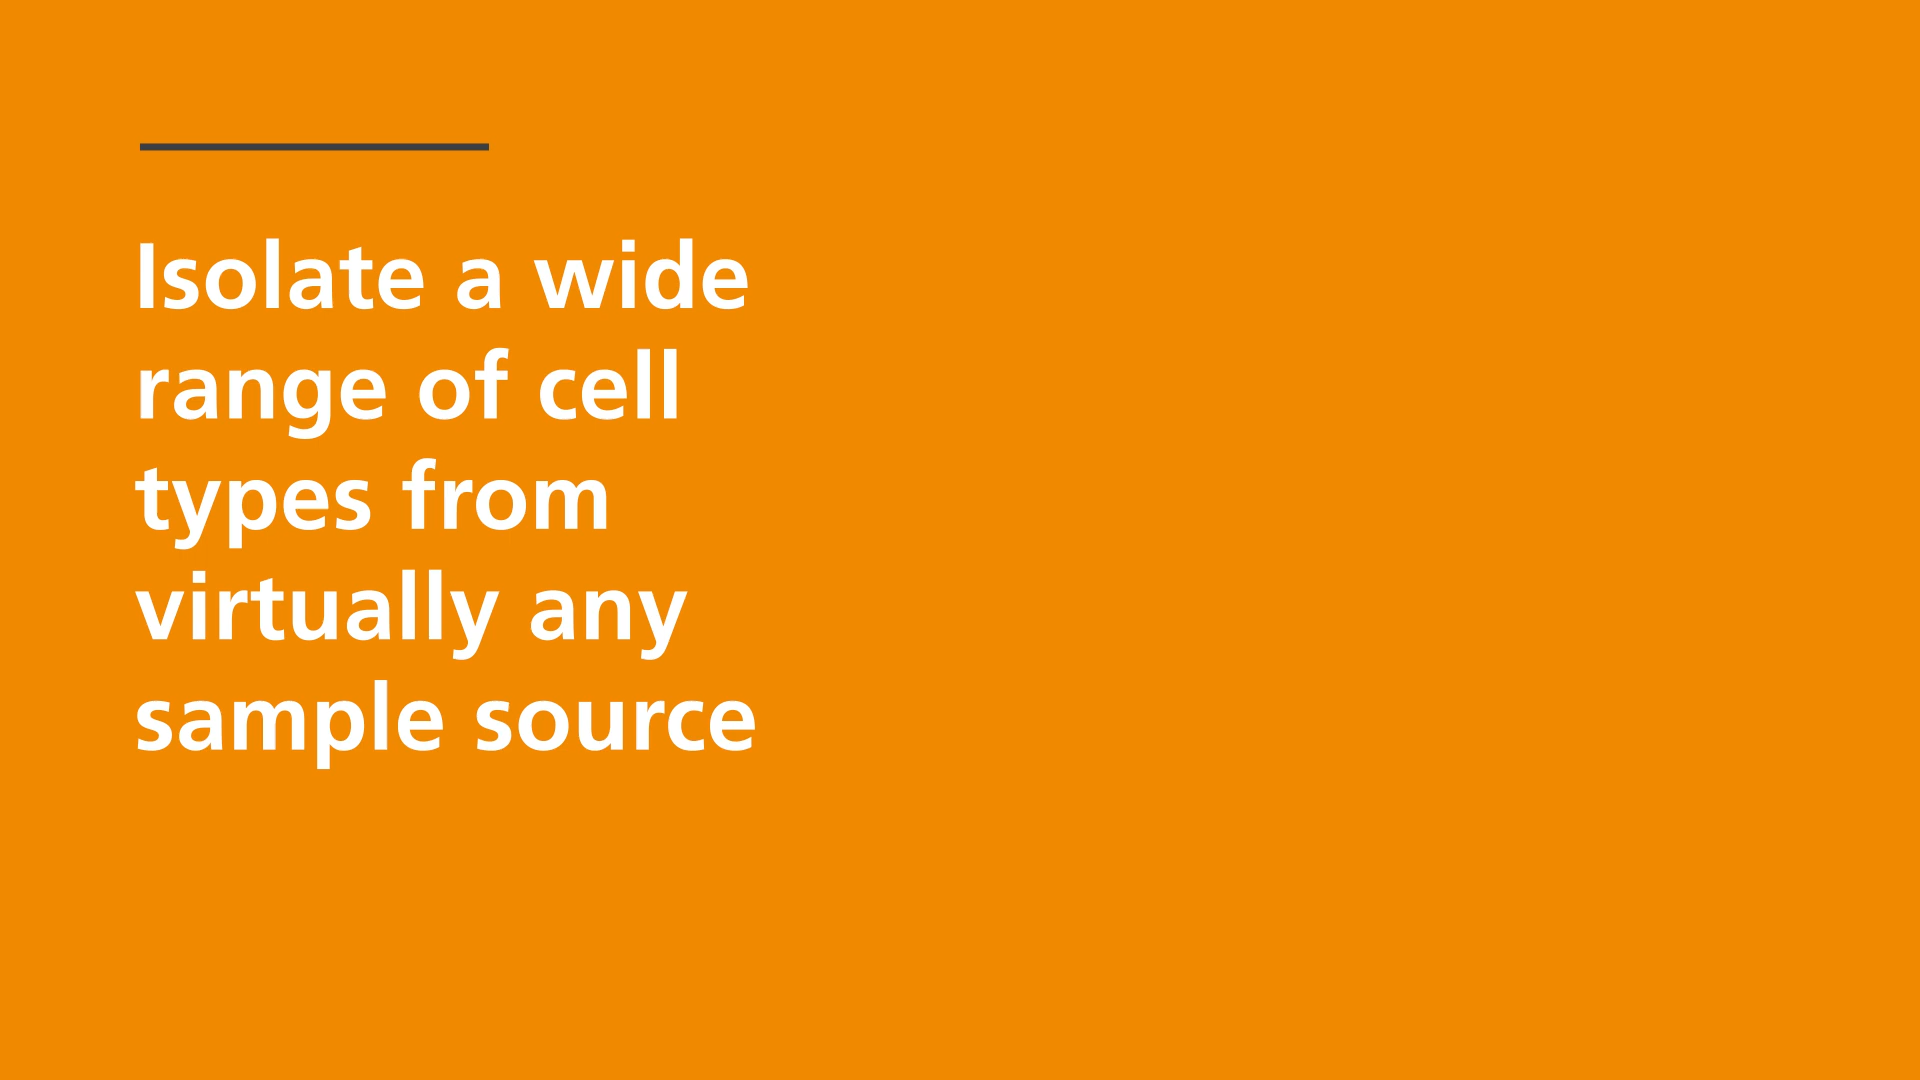 Isolate a wide
range of cell
types from
virtually any
sample source